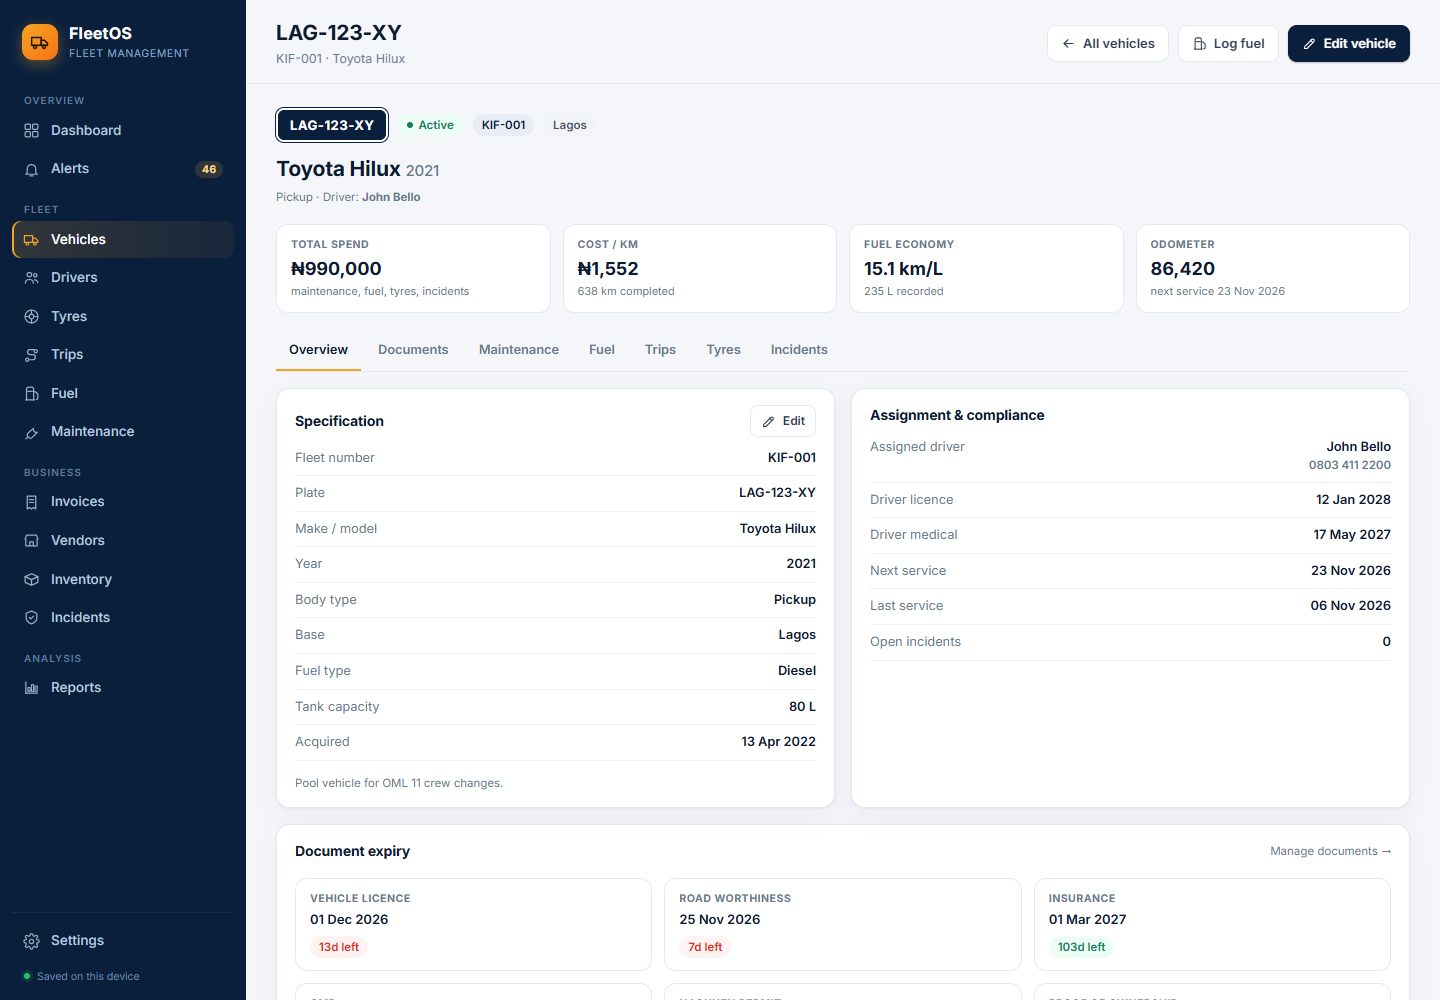 FleetOS
FLEET MANAGEMENT
OVERVIEW
Dashboard
Alerts 46
FLEET
Vehicles
Drivers
Tyres
Trips
Fuel
Maintenance
BUSINESS
Invoices
Vendors
Inventory
Incidents
ANALYSIS
Reports
Settings
Saved on this device
LAG-123-XY
KIF-001 · Toyota Hilux
← All vehicles
Log fuel
Edit vehicle
LAG-123-XY Active KIF-001 Lagos
Toyota Hilux 2021
Pickup · Driver: John Bello
TOTAL SPEND
₦990,000
maintenance, fuel, tyres, incidents
COST / KM
₦1,552
638 km completed
FUEL ECONOMY
15.1 km/L
235 L recorded
ODOMETER
86,420
next service 23 Nov 2026
Overview Documents Maintenance Fuel Trips Tyres Incidents
Specification
Edit
Fleet number KIF-001
Plate LAG-123-XY
Make / model Toyota Hilux
Year 2021
Body type Pickup
Base Lagos
Fuel type Diesel
Tank capacity 80 L
Acquired 13 Apr 2022
Pool vehicle for OML 11 crew changes.
Assignment & compliance
Assigned driver John Bello
0803 411 2200
Driver licence 12 Jan 2028
Driver medical 17 May 2027
Next service 23 Nov 2026
Last service 06 Nov 2026
Open incidents 0
Document expiry
Manage documents →
VEHICLE LICENCE
01 Dec 2026
13d left
ROAD WORTHINESS
25 Nov 2026
7d left
INSURANCE
01 Mar 2027
103d left